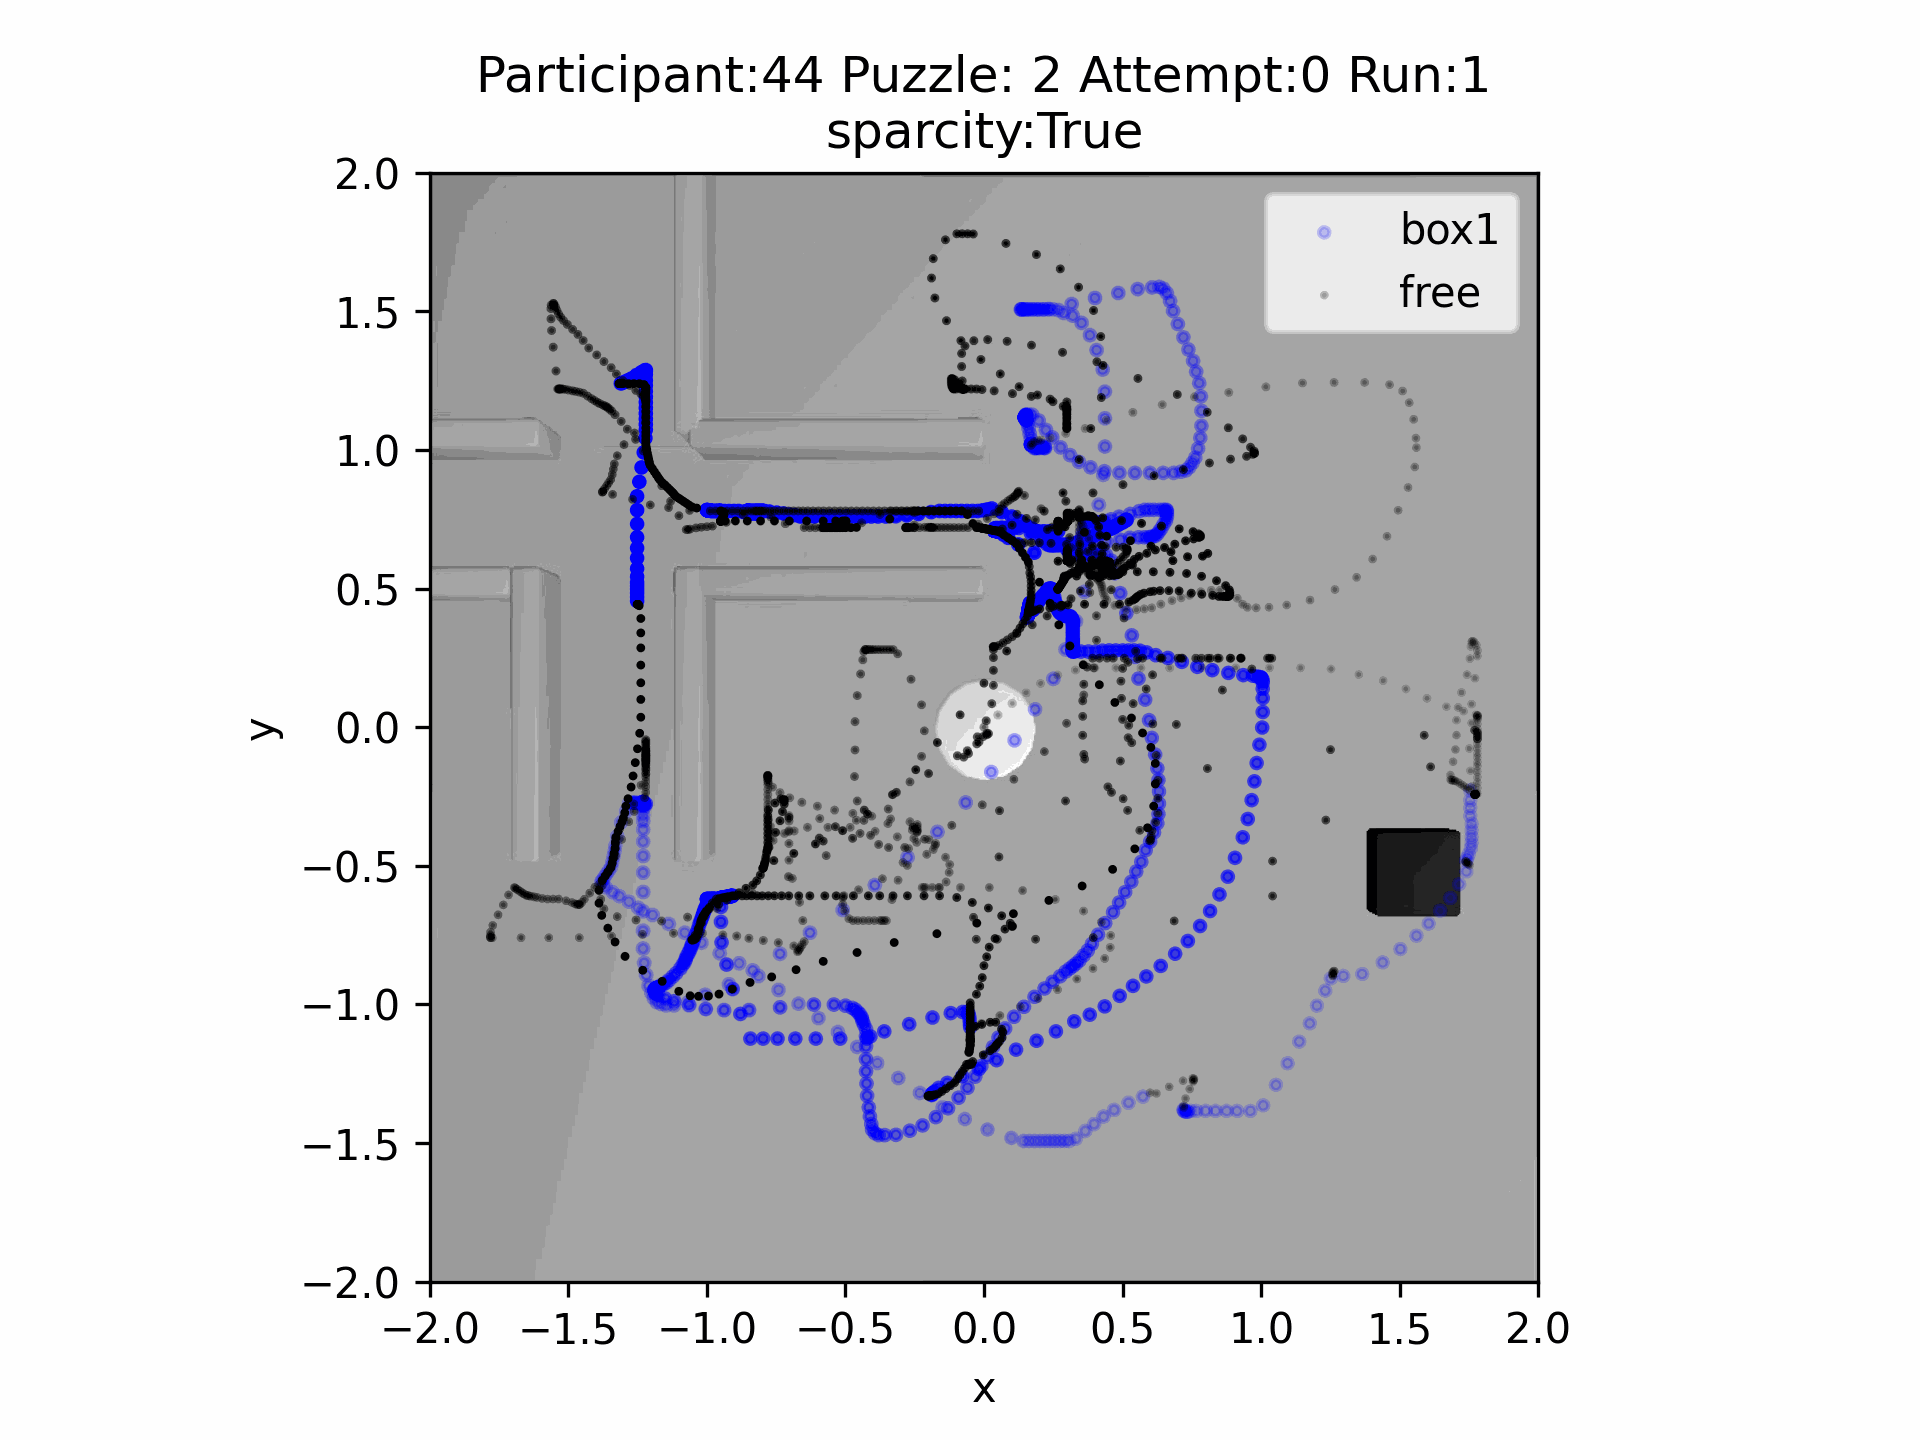 Participant:44 Puzzle: 2 Attempt:0 Run:1
sparcity:True
box1
free
2.0
1.5
1.0
0.5
0.0
−0.5
−1.0
−1.5
−2.0
y
−2.0 −1.5 −1.0 −0.5 0.0 0.5 1.0 1.5 2.0
x